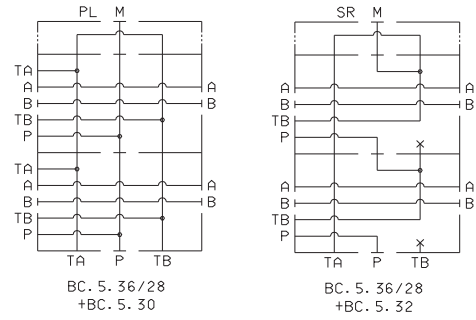 PL M
TA
A A
B B
TB
P
TA
A A
B B
TB
P
TA P TB
BC.5.36/28
+BC.5.30
SR M
A A
B B
TB
P
A A
B B
TB
P
TA P TB
BC.5.36/28
+BC.5.32